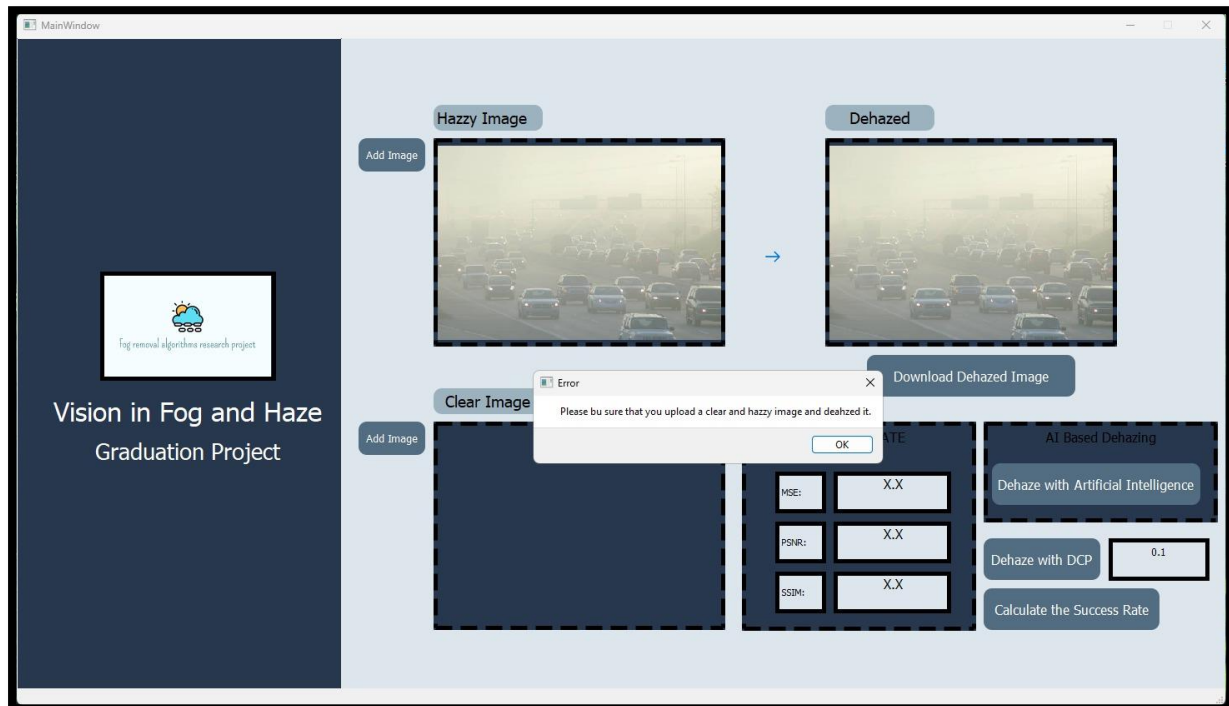 MainWindow
Hazzy Image
Dehazed
Add Image
Fog removal algorithms research project
Vision in Fog and Haze
Graduation Project
Download Dehazed Image
Error
Please bu sure that you upload a clear and hazzy image and deahzed it.
OK
Clear Image
Add Image
ATE
MSE:
X.X
PSNR:
X.X
SSIM:
X.X
AI Based Dehazing
Dehaze with Artificial Intelligence
Dehaze with DCP
0.1
Calculate the Success Rate